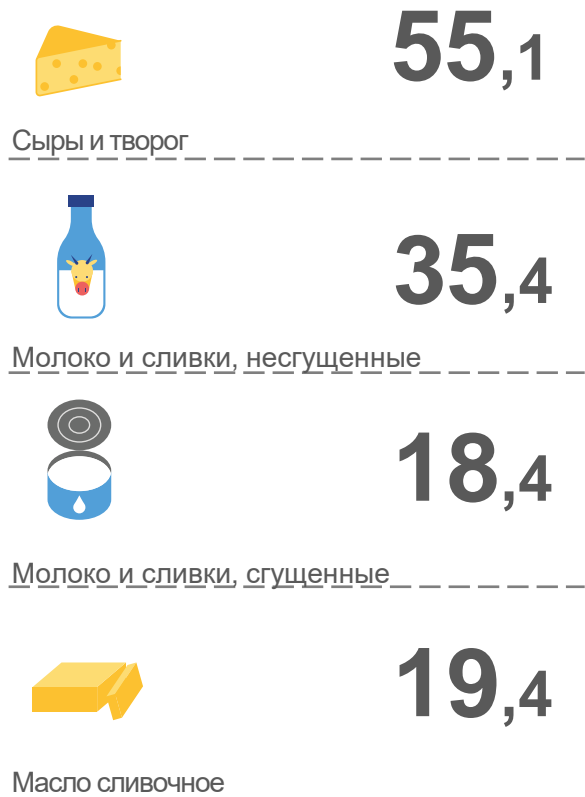 55,1
Сыры и творог
35,4
Молоко и сливки, несгущенные
18,4
Молоко и сливки, сгущенные
19,4
Масло сливочное